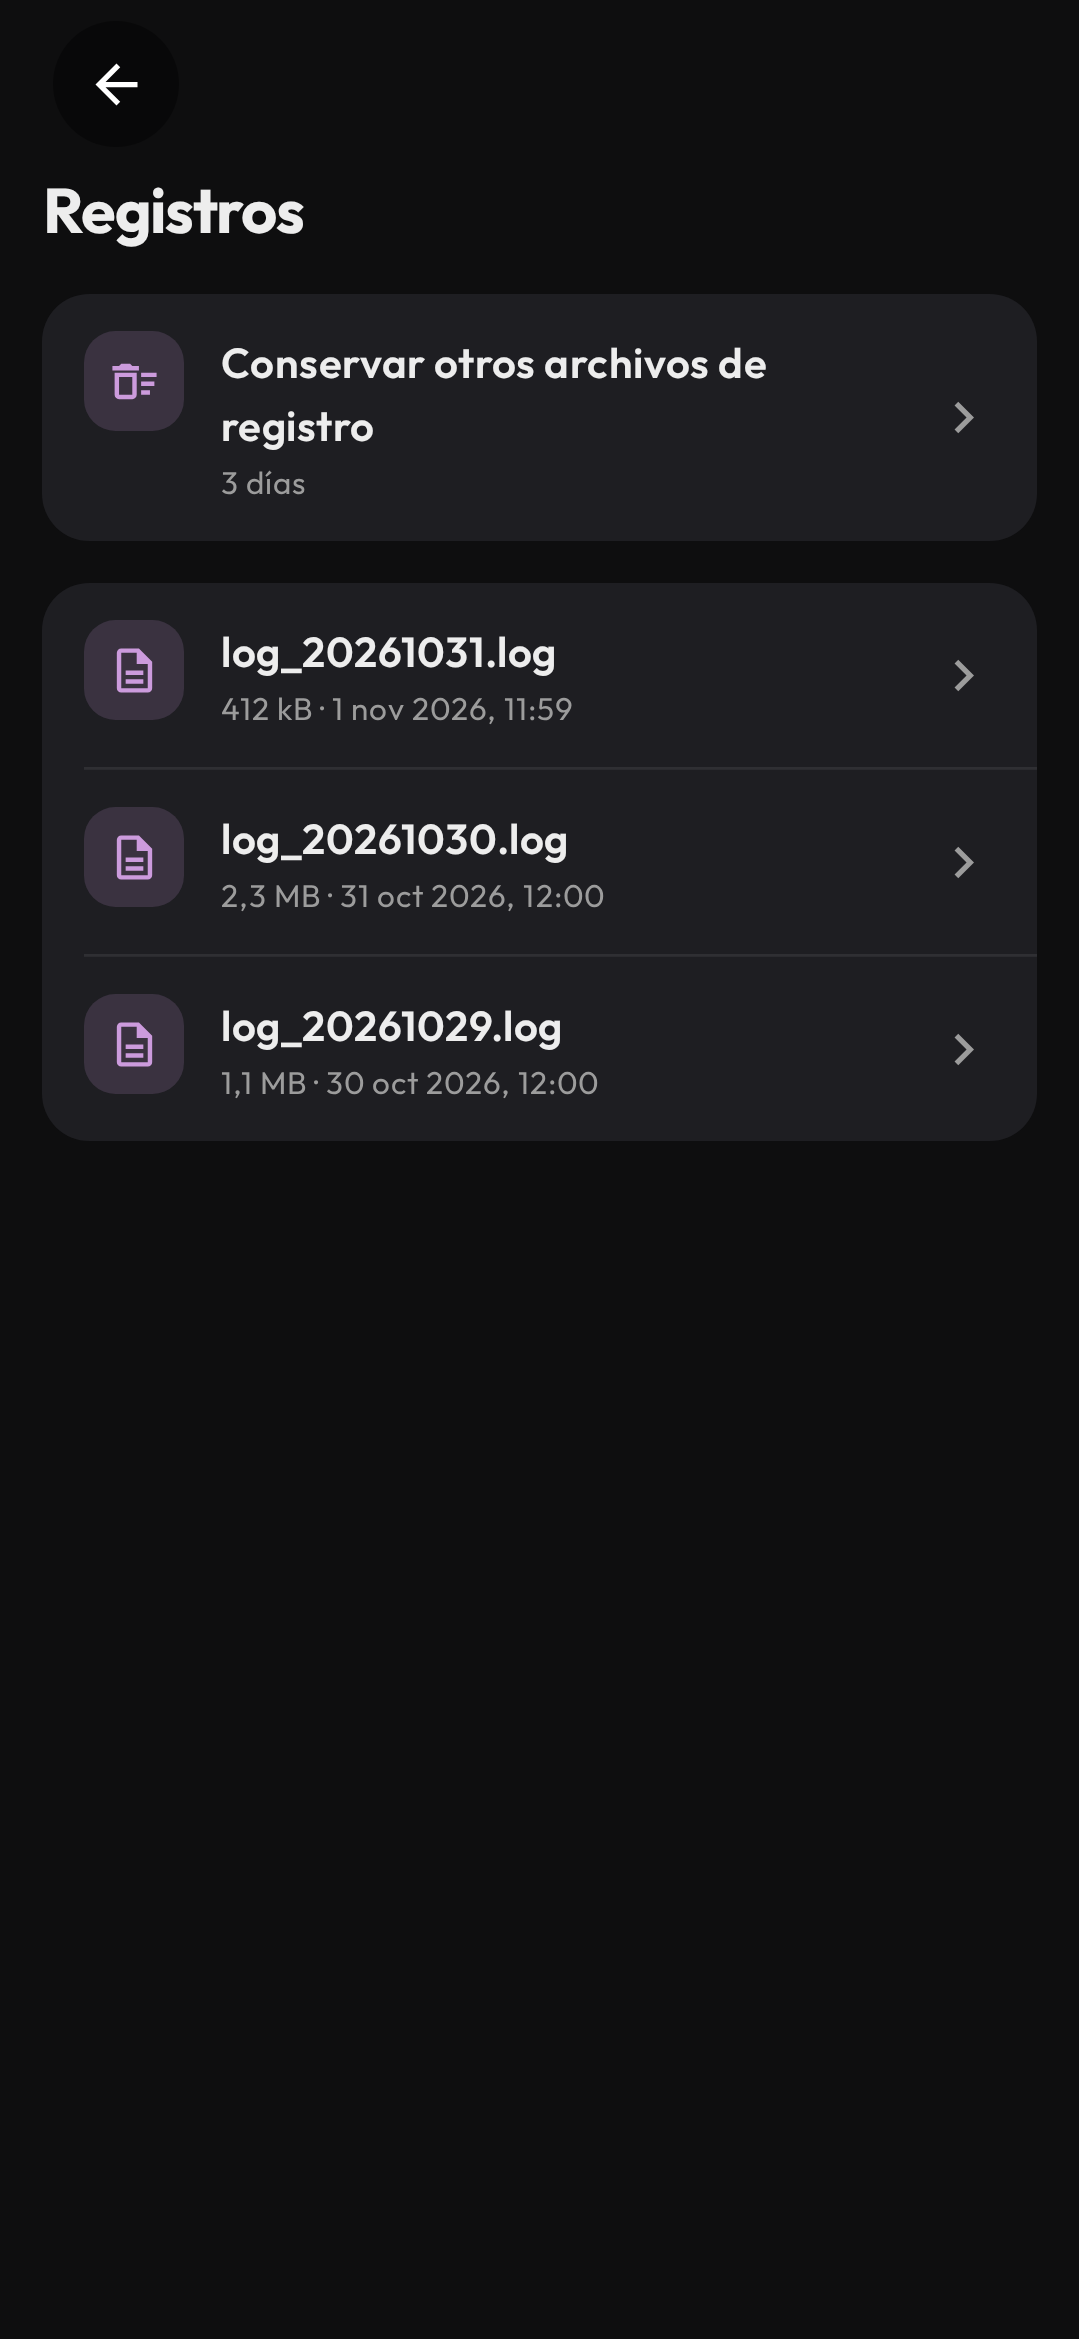 Registros
Conservar otros archivos de
registro
3 días
log_20261031.log
412 kB · 1 nov 2026, 11:59
log_20261030.log
2,3 MB · 31 oct 2026, 12:00
log_20261029.log
1,1 MB · 30 oct 2026, 12:00